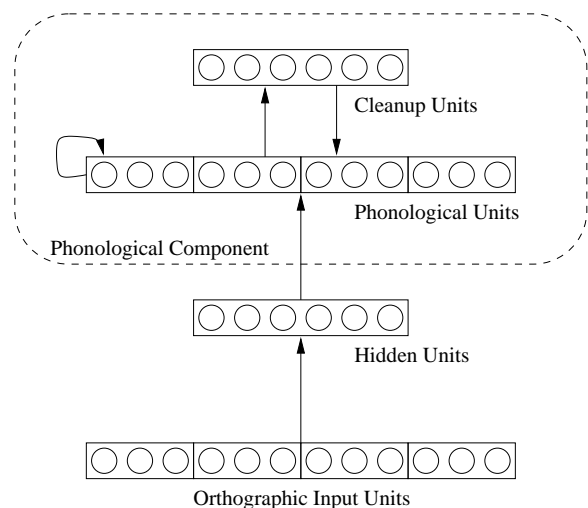 Cleanup Units
Phonological Units
Phonological Component
Hidden Units
Orthographic Input Units